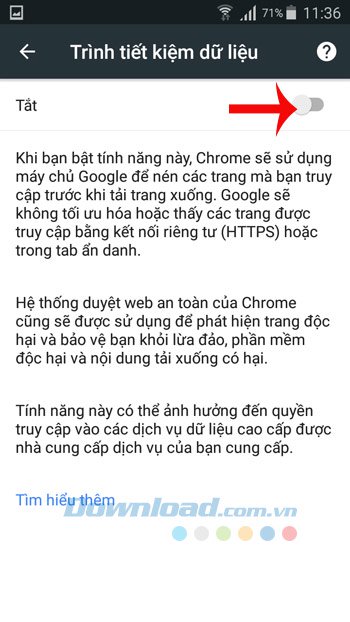 71% 11:36
Trình tiết kiệm dữ liệu ?
Tắt
Khi bạn bật tính năng này, Chrome sẽ sử dụng
máy chủ Google để nén các trang mà bạn truy
cập trước khi tải trang xuống. Google sẽ
không tối ưu hóa hoặc thấy các trang được
truy cập bằng kết nối riêng tư (HTTPS) hoặc
trong tab ẩn danh.
Hệ thống duyệt web an toàn của Chrome
cũng sẽ được sử dụng để phát hiện trang độc
hại và bảo vệ bạn khỏi lừa đảo, phần mềm
độc hại và nội dung tải xuống có hại.
Tính năng này có thể ảnh hưởng đến quyền
truy cập vào các dịch vụ dữ liệu cao cấp được
nhà cung cấp dịch vụ của bạn cung cấp.
Tìm hiểu thêm
Download.com.vn